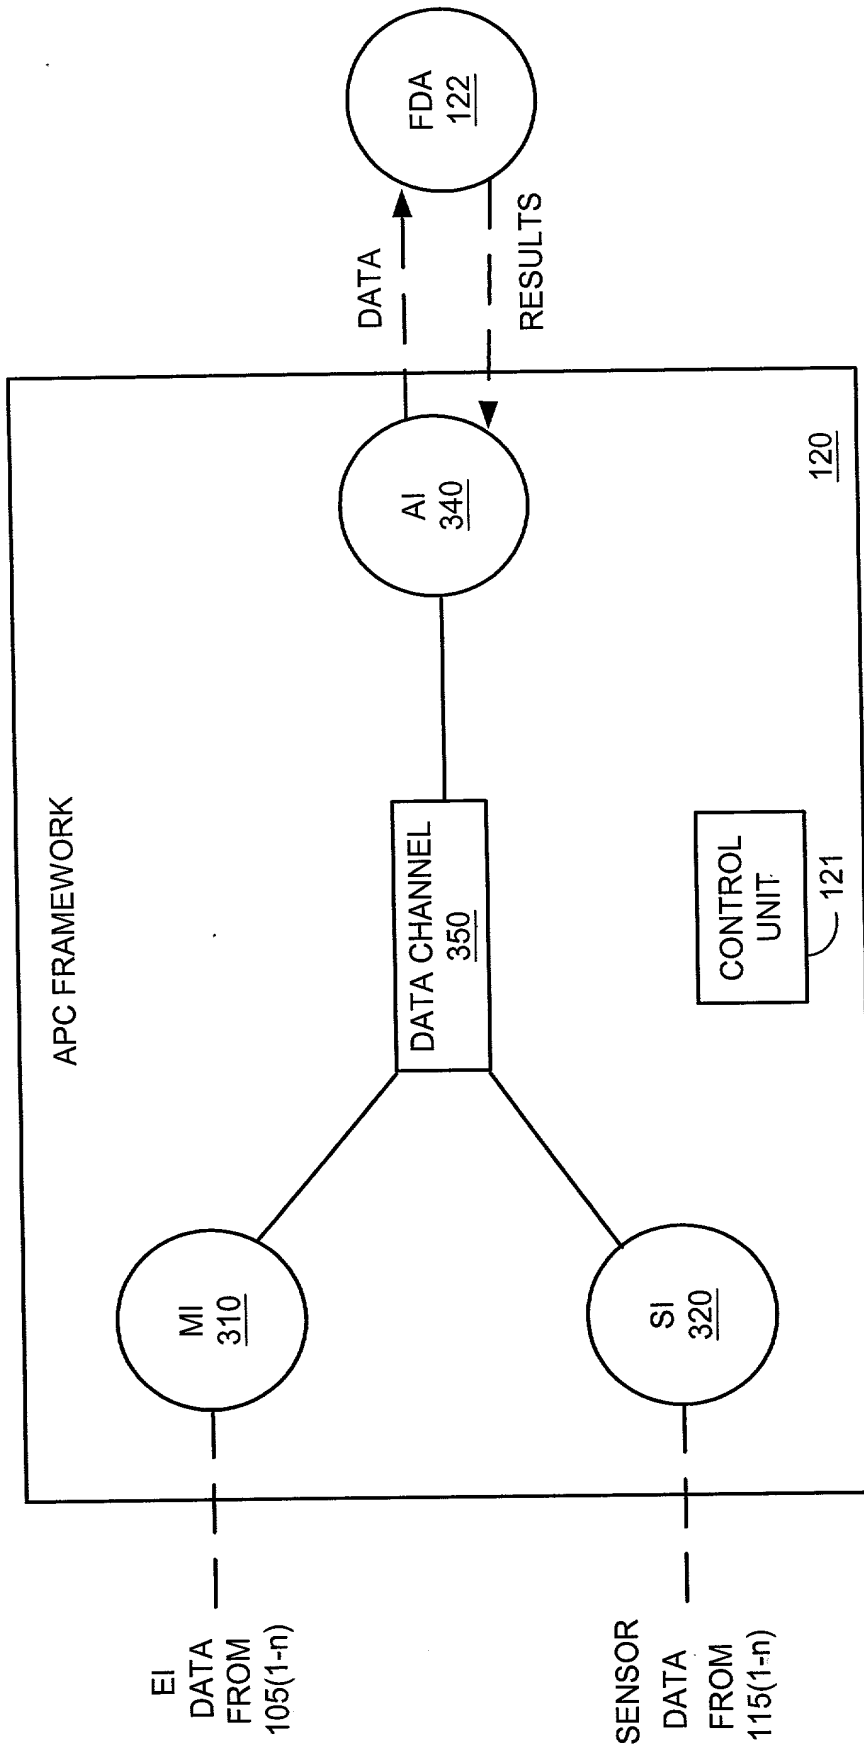 APC FRAMEWORK
EI
DATA
FROM
105(1-n)
MI
310
DATA CHANNEL
350
AI
340
DATA
RESULTS
FDA
122
SENSOR
DATA
FROM
115(1-n)
SI
320
CONTROL
UNIT
121
120